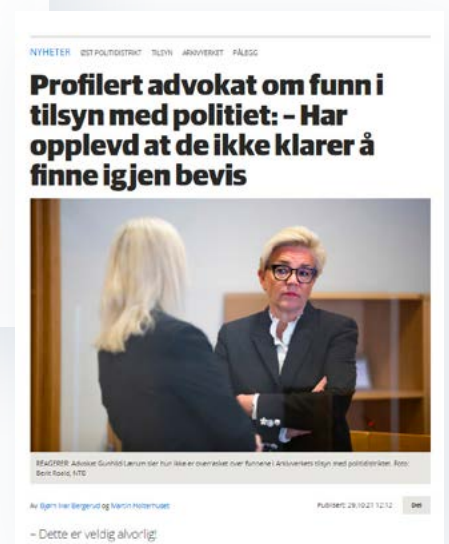 NYHETER ØST POLITIDISTRIKT TILSYN ARKIVVERKET PÅLEGG
Profilert advokat om funn i
tilsyn med politiet: – Har
opplevd at de ikke klarer å
finne igjen bevis
REAGERER: Advokat Gunhild Lærum sier hun ikke er overrasket over funnene i Arkivverkets tilsyn med politidistriktet. Foto:
Berit Roald, NTB
Av Bjørn Ivar Bergerud og Martin Holterhuset
Publisert: 29.10.21 12:12
Del
– Dette er veldig alvorlig!